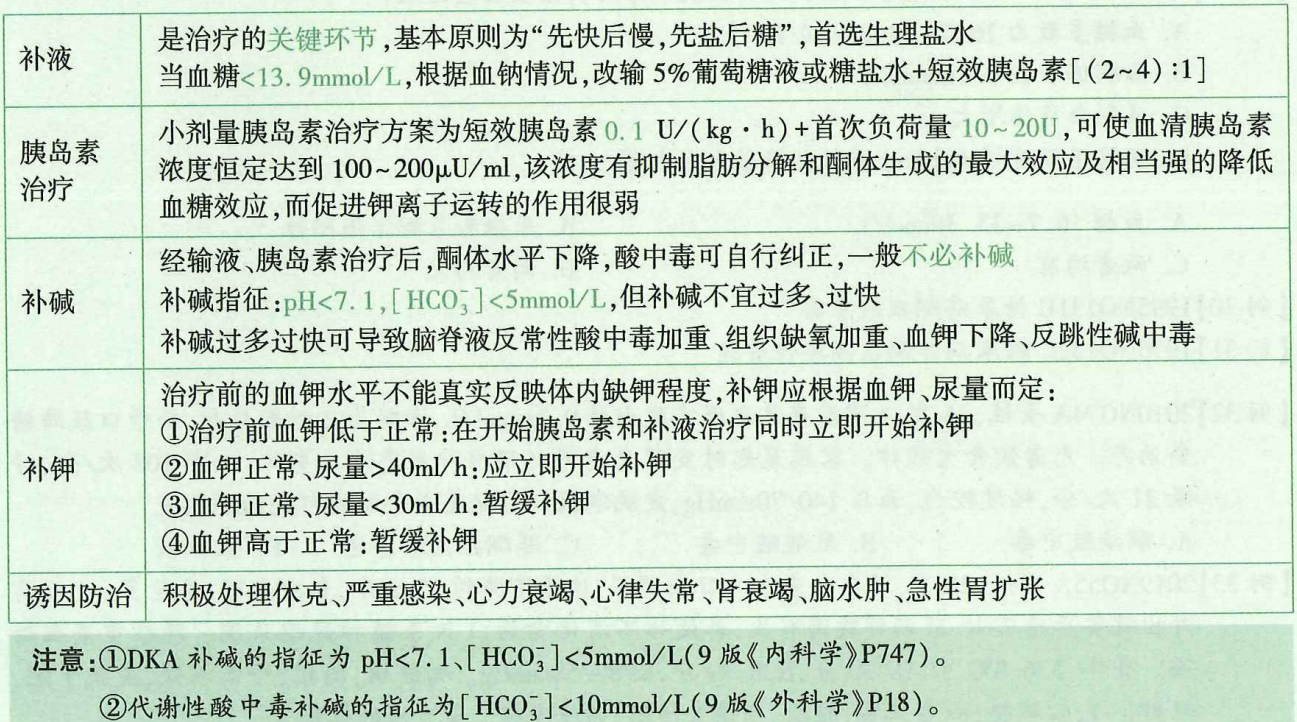 补液
是治疗的关键环节,基本原则为“先快后慢,先盐后糖”,首选生理盐水
当血糖<13.9mmol/L,根据血钠情况,改输 5%葡萄糖液或糖盐水+短效胰岛素[(2~4):1]
胰岛素
治疗
小剂量胰岛素治疗方案为短效胰岛素 0.1 U/(kg·h)+首次负荷量 10~20U,可使血清胰岛素
浓度恒定达到 100~200μU/ml,该浓度有抑制脂肪分解和酮体生成的最大效应及相当强的降低
血糖效应,而促进钾离子运转的作用很弱
补碱
经输液、胰岛素治疗后,酮体水平下降,酸中毒可自行纠正,一般不必补碱
补碱指征:pH<7.1,[HCO₃⁻]<5mmol/L,但补碱不宜过多、过快
补碱过多过快可导致脑脊液反常性酸中毒加重、组织缺氧加重、血钾下降、反跳性碱中毒
补钾
治疗前的血钾水平不能真实反映体内缺钾程度,补钾应根据血钾、尿量而定:
①治疗前血钾低于正常:在开始胰岛素和补液治疗同时立即开始补钾
②血钾正常、尿量>40ml/h:应立即开始补钾
③血钾正常、尿量<30ml/h:暂缓补钾
④血钾高于正常:暂缓补钾
诱因防治 积极处理休克、严重感染、心力衰竭、心律失常、肾衰竭、脑水肿、急性胃扩张
注意:①DKA 补碱的指征为 pH<7.1、[HCO₃⁻]<5mmol/L(9 版《内科学》P747)。
②代谢性酸中毒补碱的指征为[HCO₃⁻]<10mmol/L(9 版《外科学》P18)。